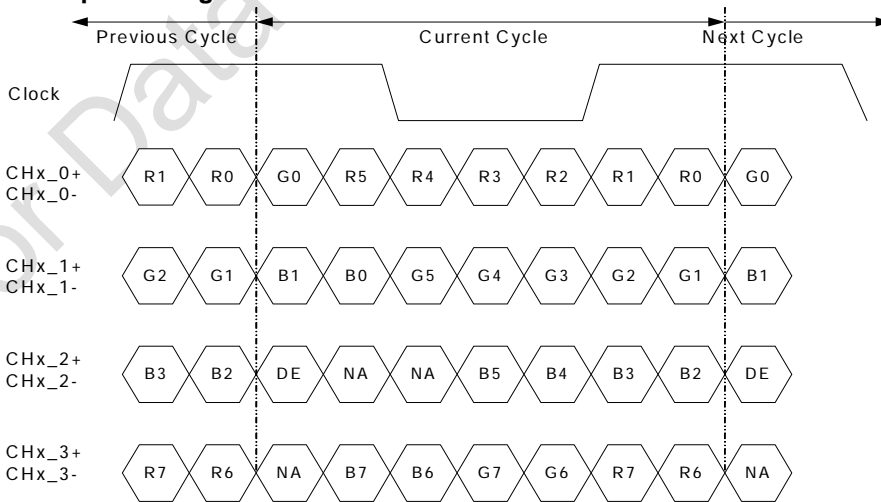 Previous Cycle Current Cycle Next Cycle
Clock
CHx_0+
CHx_0-
R1 R0 G0 R5 R4 R3 R2 R1 R0 G0
CHx_1+
CHx_1-
G2 G1 B1 B0 G5 G4 G3 G2 G1 B1
CHx_2+
CHx_2-
B3 B2 DE NA NA B5 B4 B3 B2 DE
CHx_3+
CHx_3-
R7 R6 NA B7 B6 G7 G6 R7 R6 NA